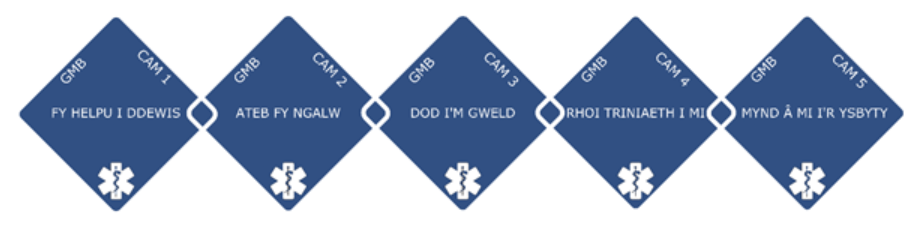 GMB CAM 1
FY HELPU I DDEWIS
GMB CAM 2
ATEB FY NGALW
GMB CAM 3
DOD I'M GWELD
GMB CAM 4
RHOI TRINIAETH I MI
GMB CAM 5
MYND Â MI I'R YSBYTY